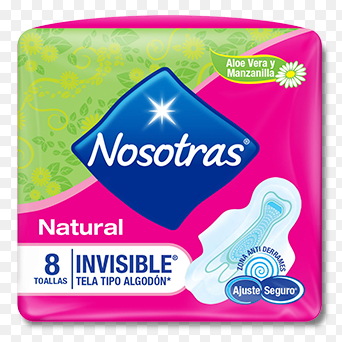 Aloe Vera y
Manzanilla
Nosotras®
Natural
8
TOALLAS
INVISIBLE®
TELA TIPO ALGODÓN*
ZONA ANTI DERRAMES
Ajuste Seguro®